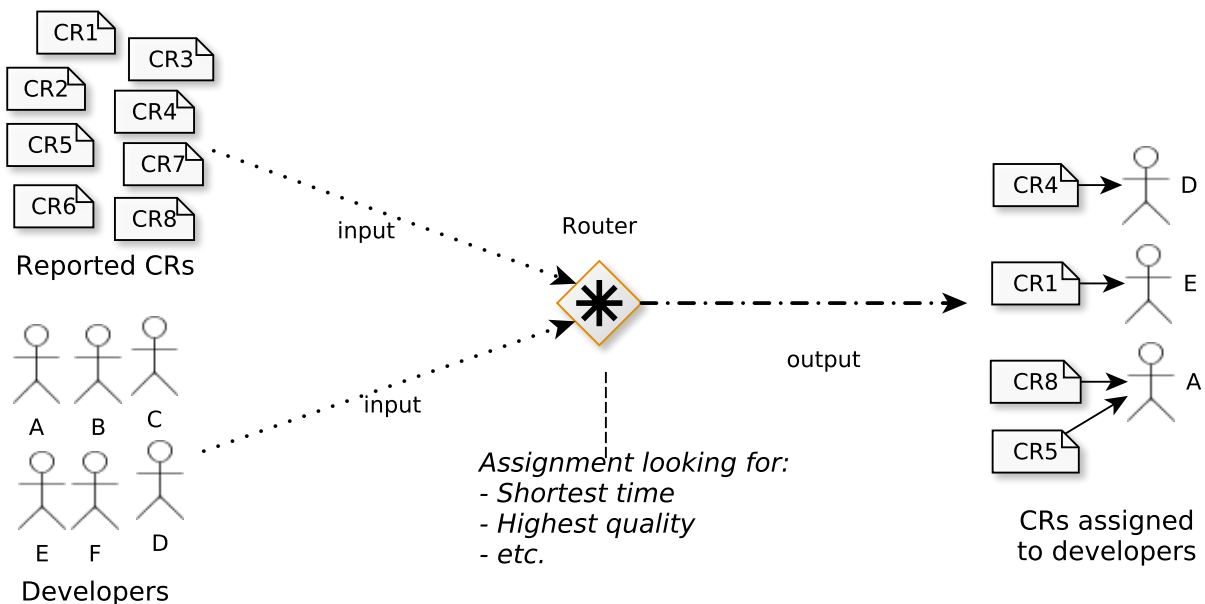 CR1
CR3
CR2
CR4
CR5
CR7
CR6
CR8
Reported CRs
input
Router
input
output
A
B
C
E
F
D
Developers
Assignment looking for:
- Shortest time
- Highest quality
- etc.
CR4
D
CR1
E
CR8
A
CR5
CRs assigned
to developers